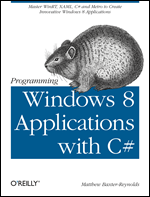 Master WinRT, XAML, C# and Metro to Create
Innovative Windows 8 Applications
Programming
Windows 8
Applications
with C#
O'REILLY®
Matthew Baxter-Reynolds